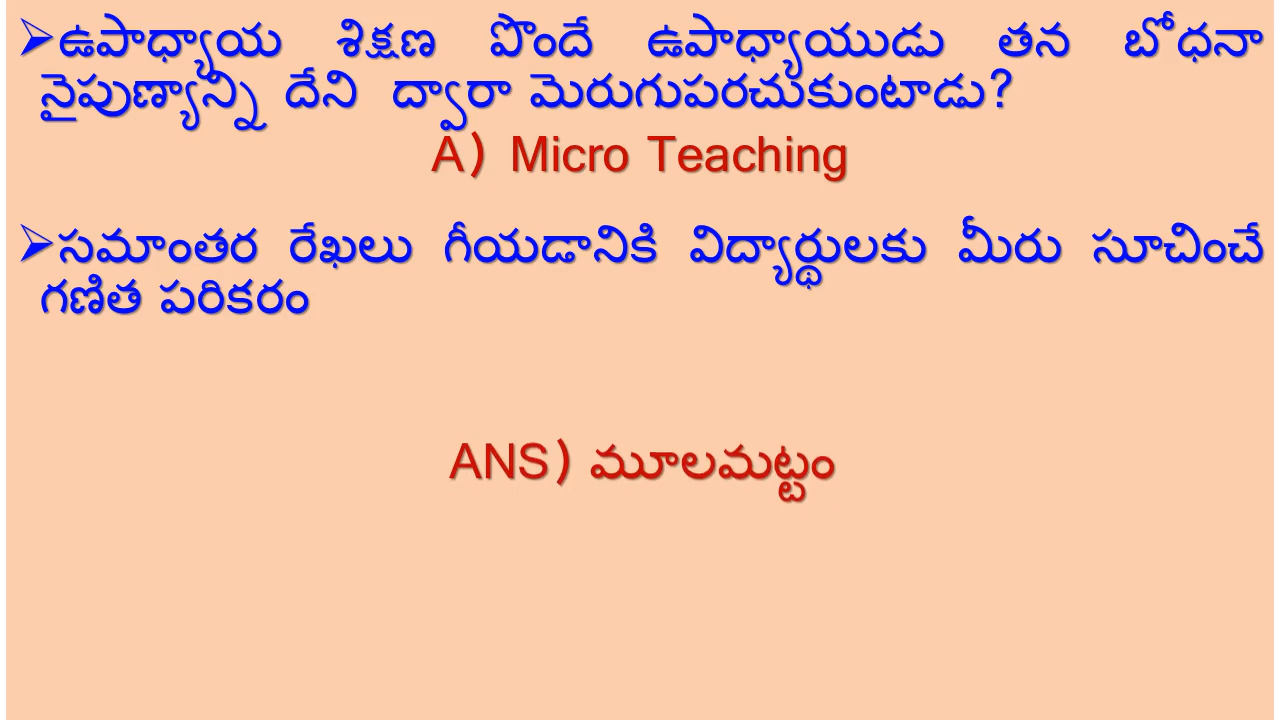 ➢ఉపాధ్యాయ శిక్షణ పొందే ఉపాధ్యాయుడు తన బోధనా
నైపుణ్యాన్ని దేని ద్వారా మెరుగుపరచుకుంటాడు?
A) Micro Teaching
➢సమాంతర రేఖలు గీయడానికి విద్యార్థులకు మీరు సూచించే
గణిత పరికరం
ANS) మూలమట్టం